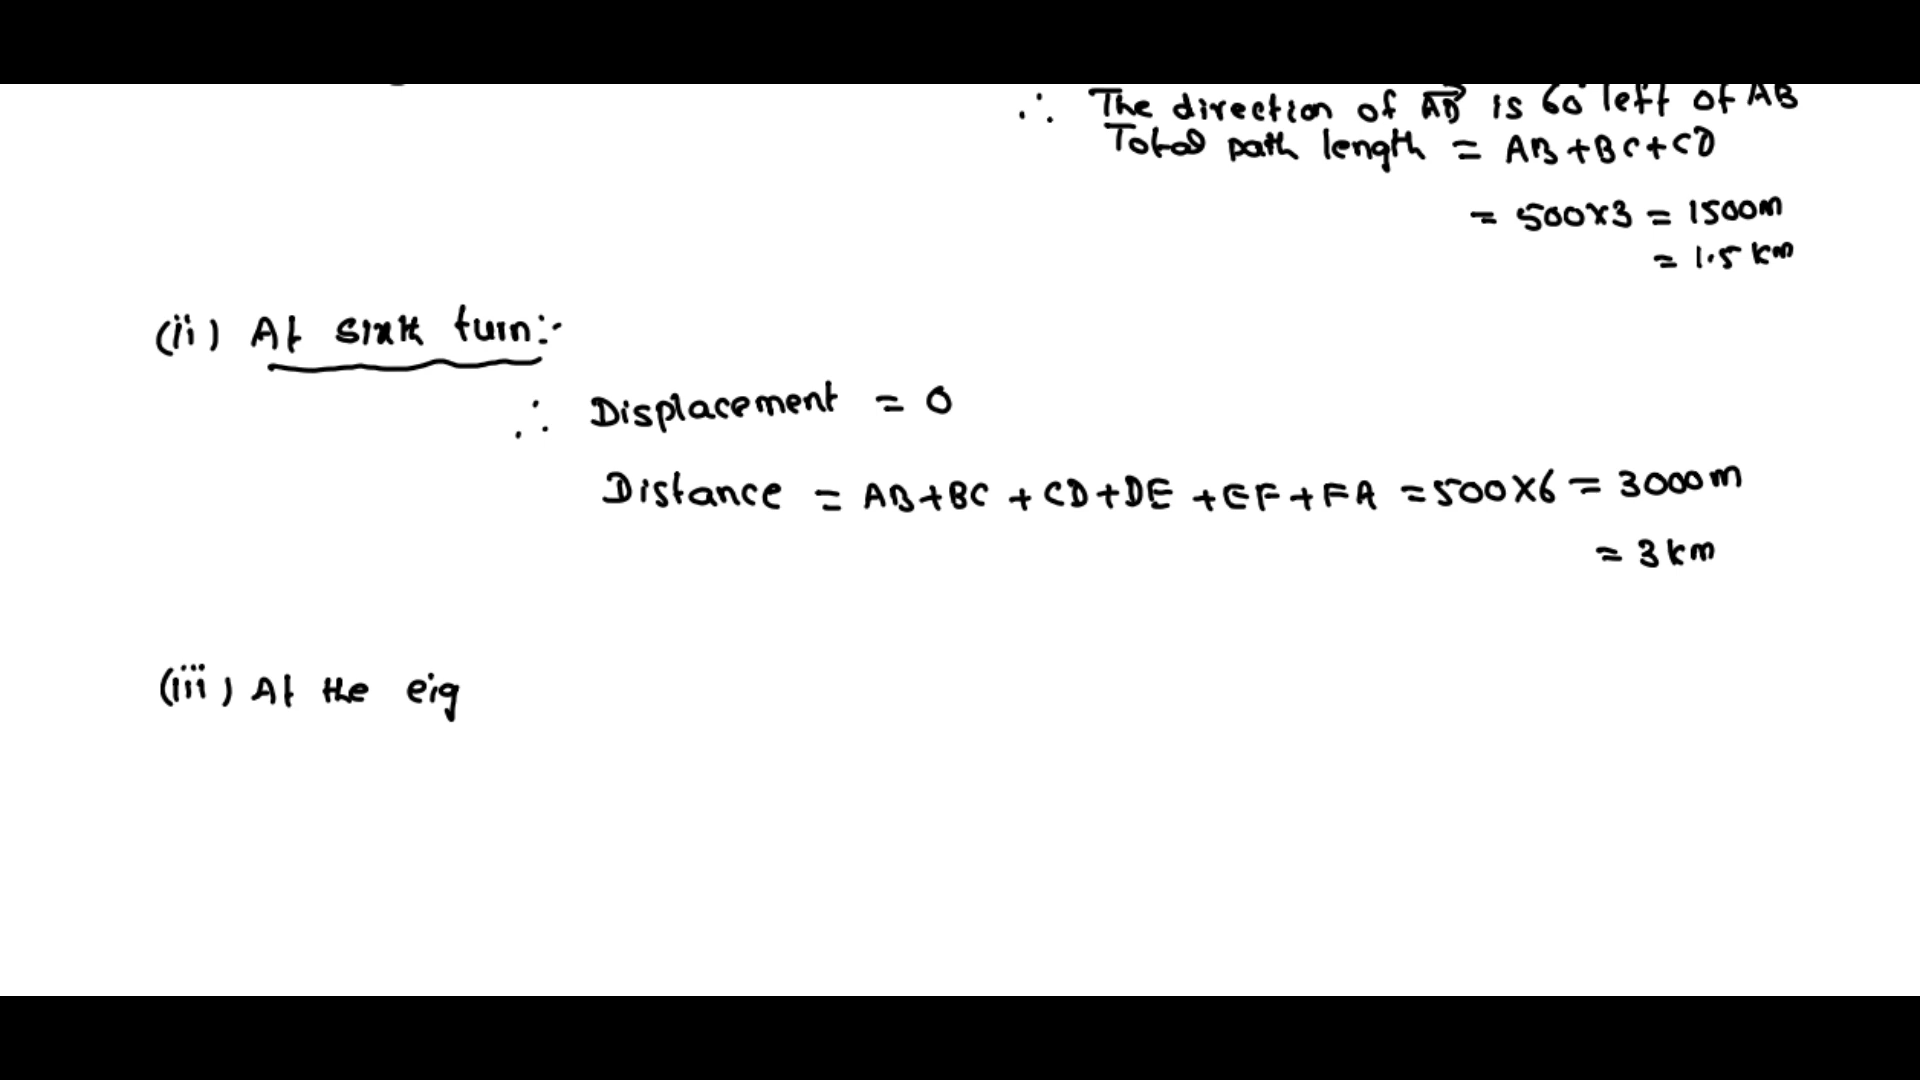 ∴ The direction of AD is 60° left of AB
Total path length = AB+BC+CD
= 500×3 = 1500m
= 1.5 km
(ii) At sixth turn:-
∴ Displacement = 0
Distance = AB+BC+CD+DE+EF+FA = 500×6 = 3000m
= 3 km
(iii) At the eig